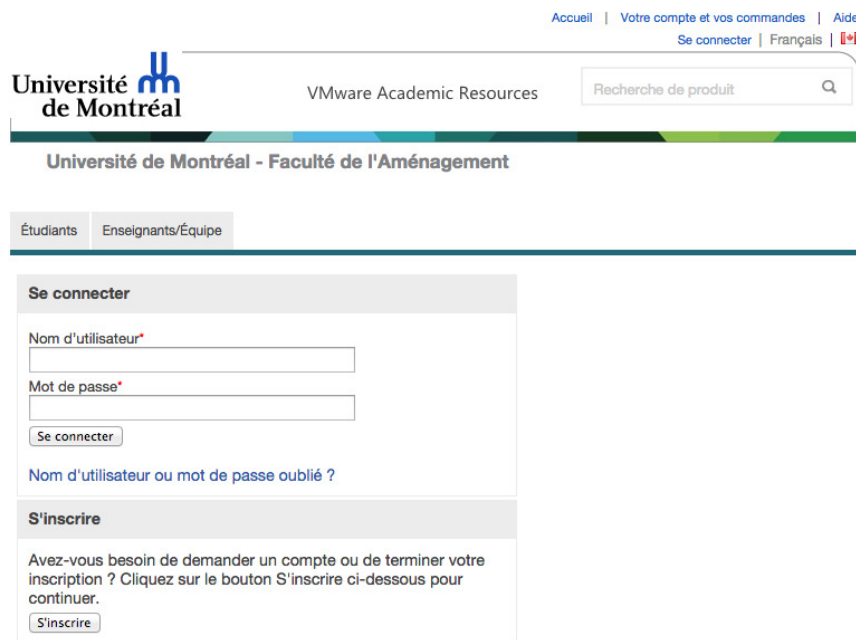 Accueil | Votre compte et vos commandes | Aide
Se connecter | Français |
Université
de Montréal
VMware Academic Resources
Recherche de produit
Université de Montréal - Faculté de l'Aménagement
Étudiants Enseignants/Équipe
Se connecter
Nom d'utilisateur*
Mot de passe*
Se connecter
Nom d'utilisateur ou mot de passe oublié ?
S'inscrire
Avez-vous besoin de demander un compte ou de terminer votre
inscription ? Cliquez sur le bouton S'inscrire ci-dessous pour
continuer.
S'inscrire